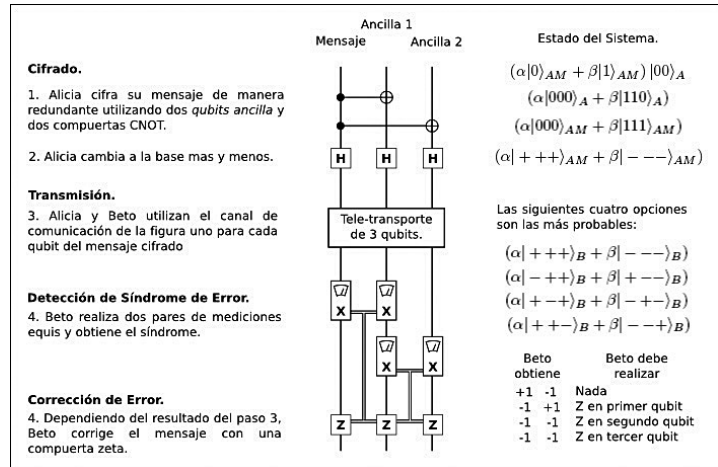 Ancilla 1
Mensaje
Ancilla 2
Estado del Sistema.
Cifrado.
1. Alicia cifra su mensaje de manera
redundante utilizando dos qubits ancilla y
dos compuertas CNOT.
2. Alicia cambia a la base mas y menos.
(α|0⟩AM + β|1⟩AM) |00⟩A
(α|000⟩A + β|110⟩A)
(α|000⟩AM + β|111⟩AM)
(α| + ++⟩AM + β| − −−⟩AM)
H H H
Transmisión.
3. Alicia y Beto utilizan el canal de
comunicación de la figura uno para cada
qubit del mensaje cifrado
Tele-transporte
de 3 qubits.
Las siguientes cuatro opciones
son las más probables:
(α| + ++⟩B + β| − −−⟩B)
(α| − ++⟩B + β| + −−⟩B)
(α| + −+⟩B + β| − +−⟩B)
(α| + +−⟩B + β| − −+⟩B)
Detección de Síndrome de Error.
4. Beto realiza dos pares de mediciones
equis y obtiene el síndrome.
X X
X X
Beto
obtiene
Beto debe
realizar
+1 -1 Nada
-1 +1 Z en primer qubit
-1 -1 Z en segundo qubit
-1 -1 Z en tercer qubit
Corrección de Error.
4. Dependiendo del resultado del paso 3,
Beto corrige el mensaje con una
compuerta zeta.
Z Z Z